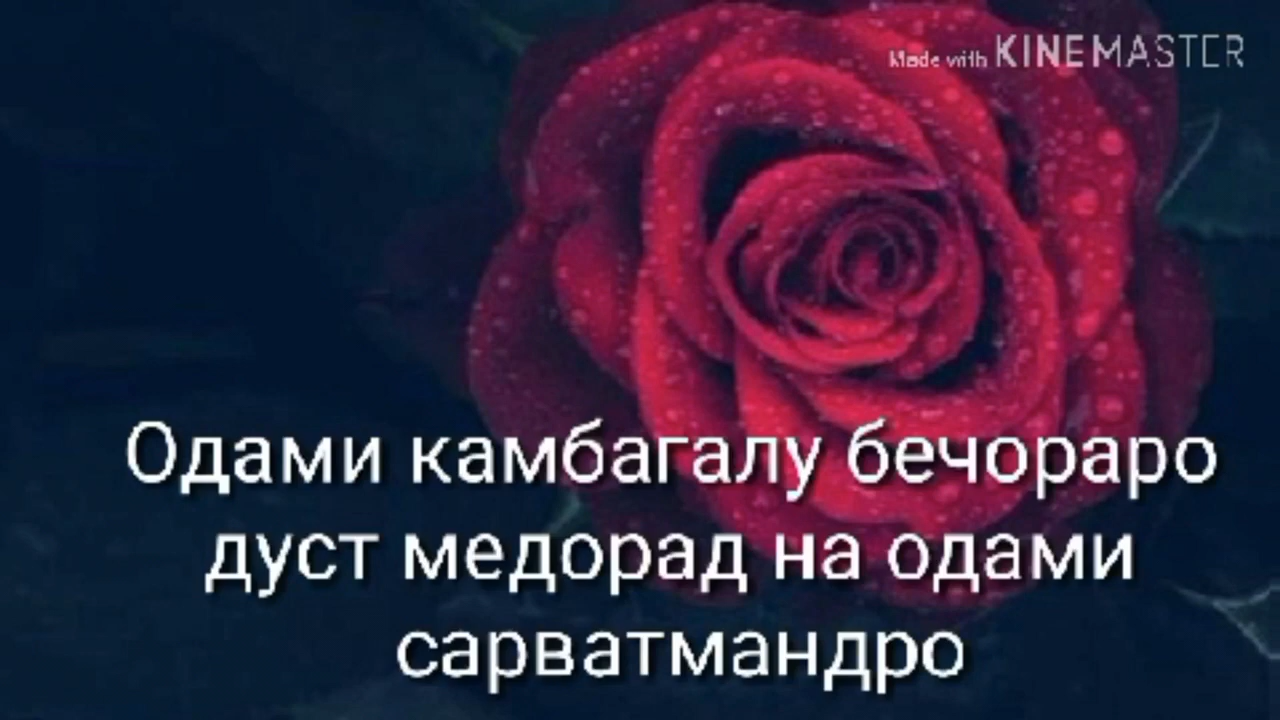 Made with KINEMASTER
Одами камбагалу бечораро
дуст медорад на одами
сарватмандро